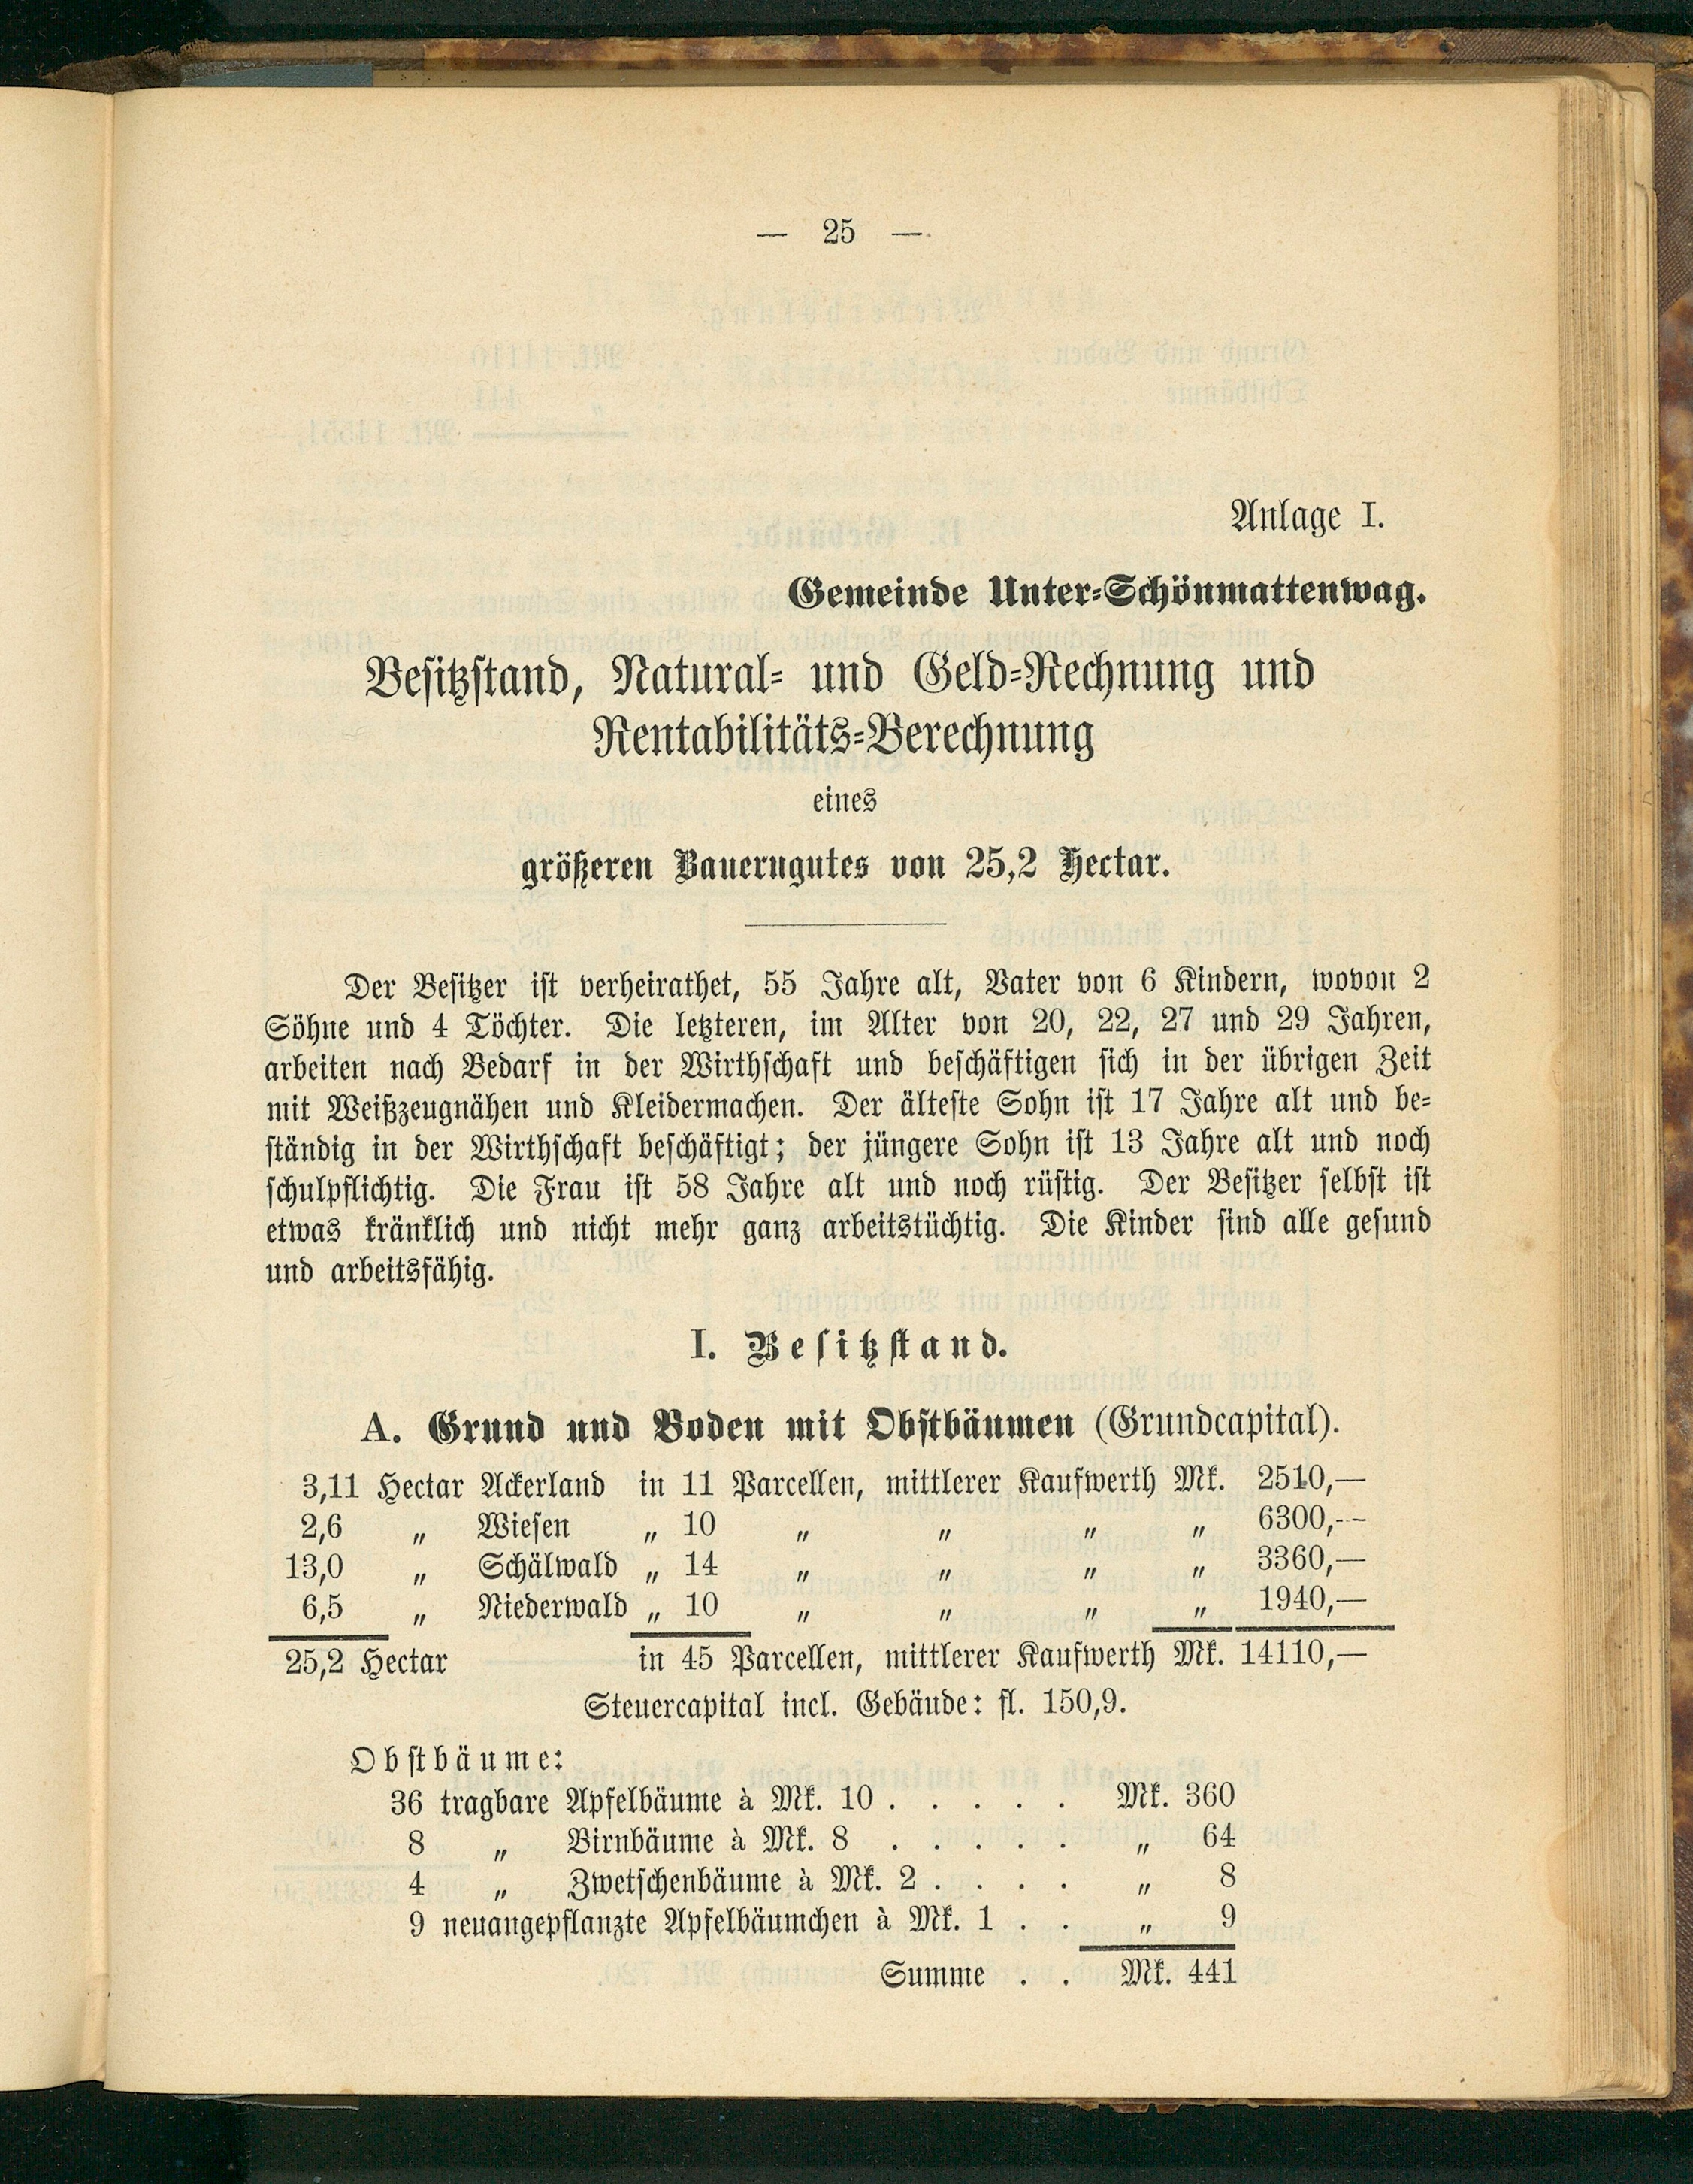 — 25 —
Anlage I.
Gemeinde Unter-Schönmattenwag.
Besitzstand, Natural- und Geld-Rechnung und
Rentabilitäts-Berechnung
eines
größeren Bauerngutes von 25,2 Hectar.
Der Besitzer ist verheirathet, 55 Jahre alt, Vater von 6 Kindern, wovon 2
Söhne und 4 Töchter. Die letzteren, im Alter von 20, 22, 27 und 29 Jahren,
arbeiten nach Bedarf in der Wirthschaft und beschäftigen sich in der übrigen Zeit
mit Weißzeugnähen und Kleidermachen. Der älteste Sohn ist 17 Jahre alt und be-
ständig in der Wirthschaft beschäftigt; der jüngere Sohn ist 13 Jahre alt und noch
schulpflichtig. Die Frau ist 58 Jahre alt und noch rüstig. Der Besitzer selbst ist
etwas kränklich und nicht mehr ganz arbeitstüchtig. Die Kinder sind alle gesund
und arbeitsfähig.
I. Besitzstand.
A. Grund und Boden mit Obstbäumen (Grundcapital).
3,11 Hectar Ackerland in 11 Parcellen, mittlerer Kaufwerth Mk. 2510,—
2,6 „ Wiesen „ 10 „ „ „ „ 6300,—
13,0 „ Schälwald „ 14 „ „ „ „ 3360,—
6,5 „ Niederwald „ 10 „ „ „ „ 1940,—
25,2 Hectar in 45 Parcellen, mittlerer Kaufwerth Mk. 14110,—
Steuercapital incl. Gebäude: fl. 150,9.
Obstbäume:
36 tragbare Apfelbäume à Mk. 10 . . . . . Mk. 360
8 „ Birnbäume à Mk. 8 . . . . . „ 64
4 „ Zwetschenbäume à Mk. 2 . . . . „ 8
9 neuangepflanzte Apfelbäumchen à Mk. 1 . . „ 9
Summe . . Mk. 441